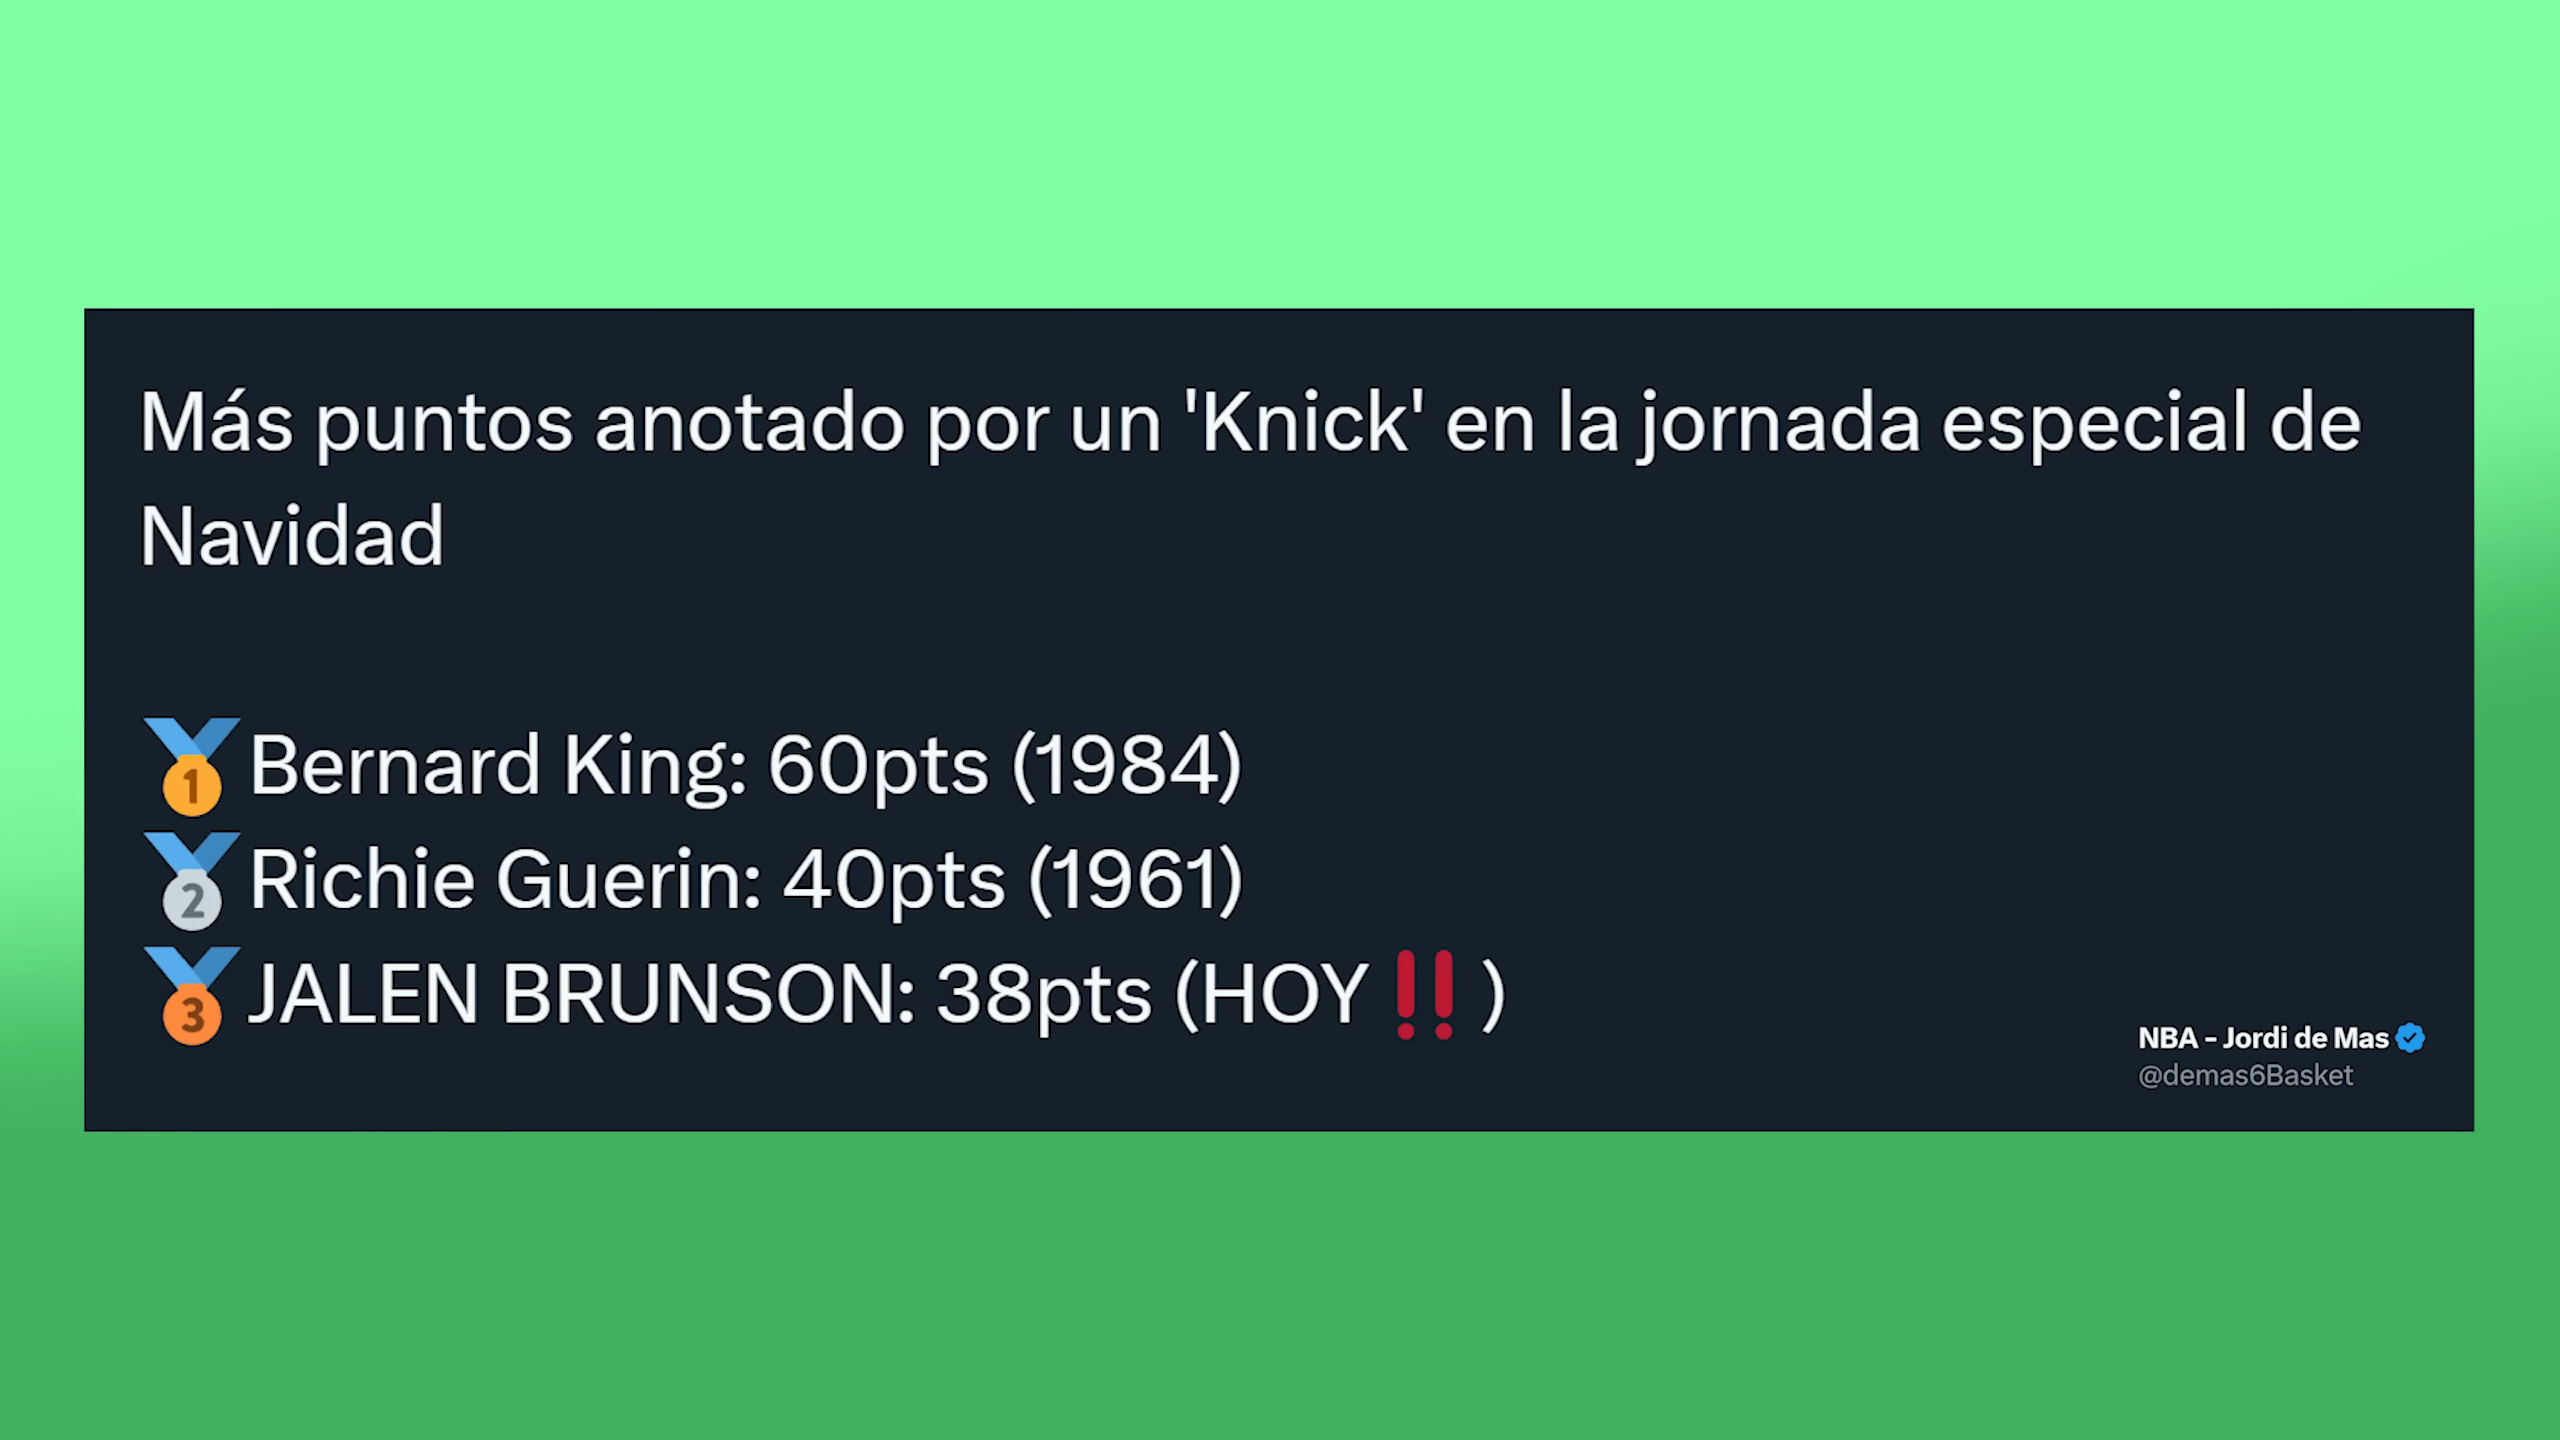 Más puntos anotado por un 'Knick' en la jornada especial de
Navidad
🥇Bernard King: 60pts (1984)
🥈Richie Guerin: 40pts (1961)
🥉JALEN BRUNSON: 38pts (HOY‼️)
NBA - Jordi de Mas
@demas6Basket